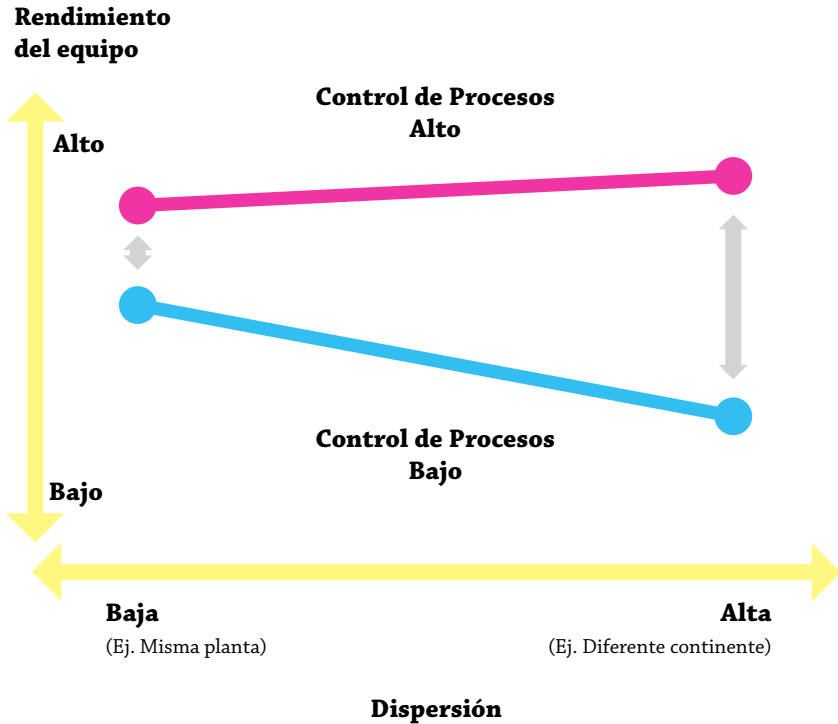 Rendimiento
del equipo
Control de Procesos
Alto
Alto
Control de Procesos
Bajo
Bajo
Baja
(Ej. Misma planta)
Alta
(Ej. Diferente continente)
Dispersión